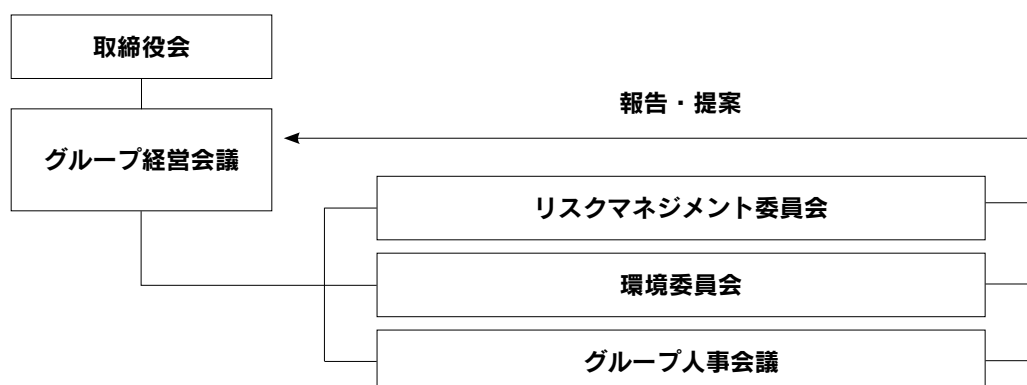 取締役会
報告・提案
グループ経営会議
リスクマネジメント委員会
環境委員会
グループ人事会議